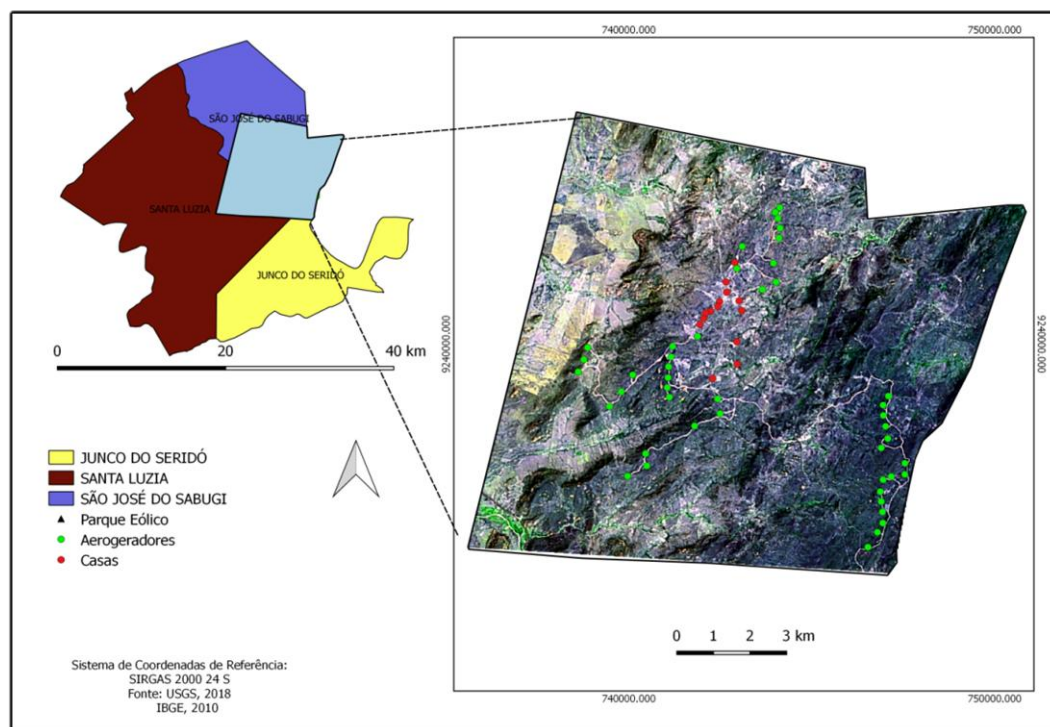 SÃO JOSÉ DO SABUGI
SANTA LUZIA
JUNCO DO SERIDÓ
0 20 40 km
JUNCO DO SERIDÓ
SANTA LUZIA
SÃO JOSÉ DO SABUGI
Parque Eólico
Aerogeradores
Casas
Sistema de Coordenadas de Referência:
SIRGAS 2000 24 S
Fonte: USGS, 2018
IBGE, 2010
740000.000 750000.000
9240000.000 9240000.000
0 1 2 3 km
740000.000 750000.000